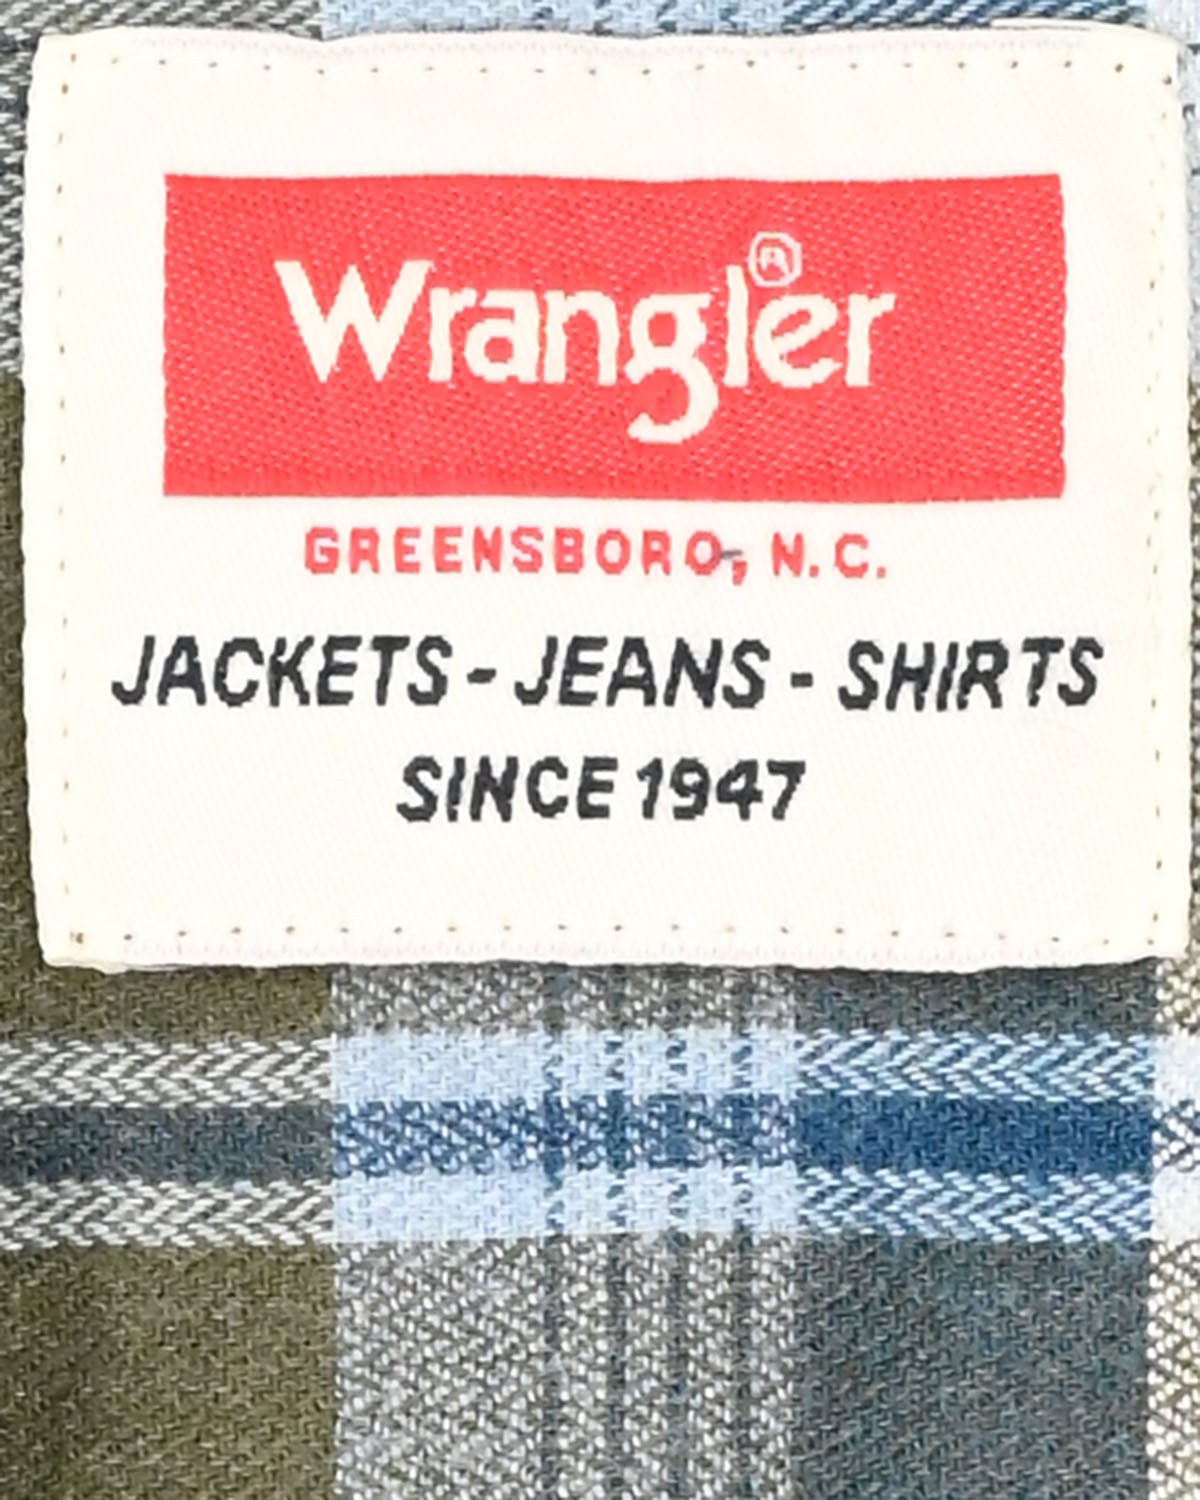 Wrangler®
GREENSBORO, N.C.
JACKETS - JEANS - SHIRTS
SINCE 1947